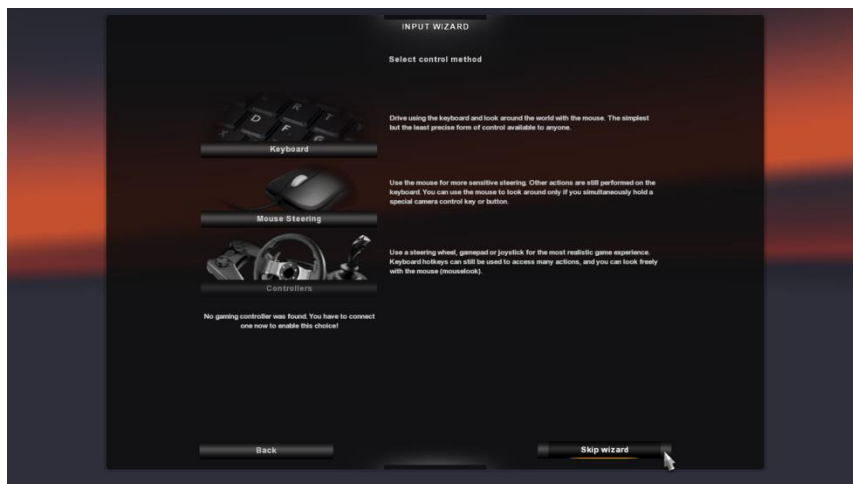 INPUT WIZARD
Select control method
Drive using the keyboard and look around the world with the mouse. The simplest
but the least precise form of control available to anyone.
Keyboard
Use the mouse for more sensitive steering. Other actions are still performed on the
keyboard. You can use the mouse to look around only if you simultaneously hold a
special camera control key or button.
Mouse Steering
Use a steering wheel, gamepad or joystick for the most realistic game experience.
Keyboard hotkeys can still be used to access many actions, and you can look freely
with the mouse (mouselook).
Controllers
No gaming controller was found. You have to connect
one now to enable this choice!
Back
Skip wizard